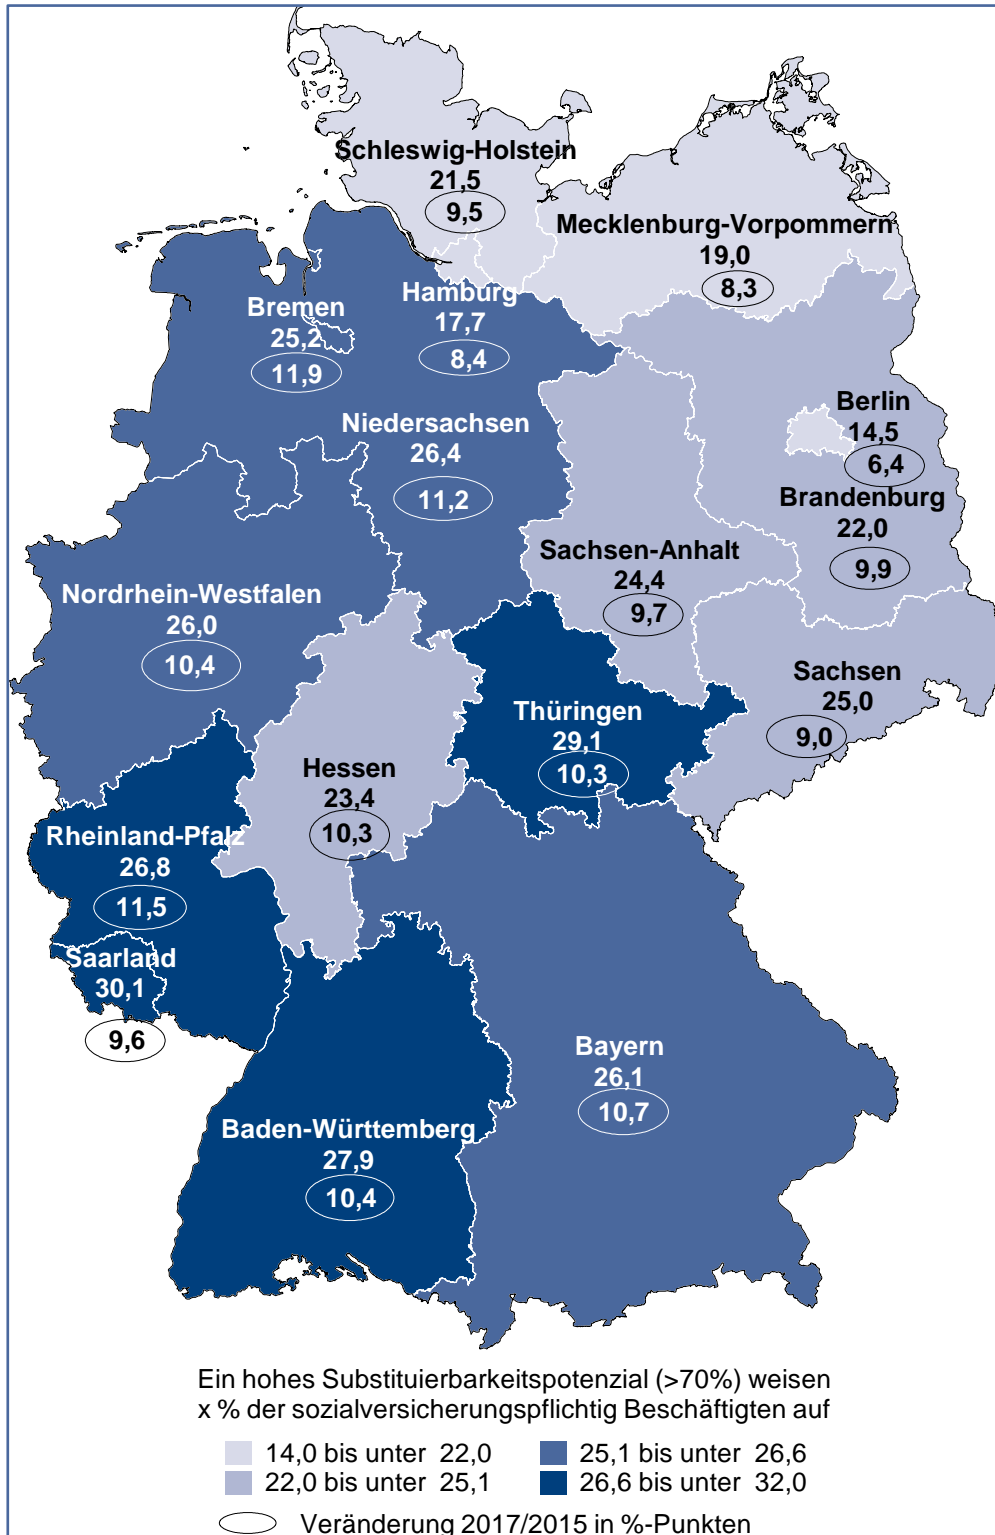 Schleswig-Holstein
21,5
9,5
Mecklenburg-Vorpommern
19,0
8,3
Hamburg
17,7
8,4
Bremen
25,2
11,9
Niedersachsen
26,4
11,2
Berlin
14,5
6,4
Brandenburg
22,0
9,9
Sachsen-Anhalt
24,4
9,7
Nordrhein-Westfalen
26,0
10,4
Sachsen
25,0
9,0
Thüringen
29,1
10,3
Hessen
23,4
10,3
Rheinland-Pfalz
26,8
11,5
Saarland
30,1
9,6
Bayern
26,1
10,7
Baden-Württemberg
27,9
10,4
Ein hohes Substituierbarkeitspotenzial (>70%) weisen
x % der sozialversicherungspflichtig Beschäftigten auf
14,0 bis unter 22,0
22,0 bis unter 25,1
25,1 bis unter 26,6
26,6 bis unter 32,0
Veränderung 2017/2015 in %-Punkten